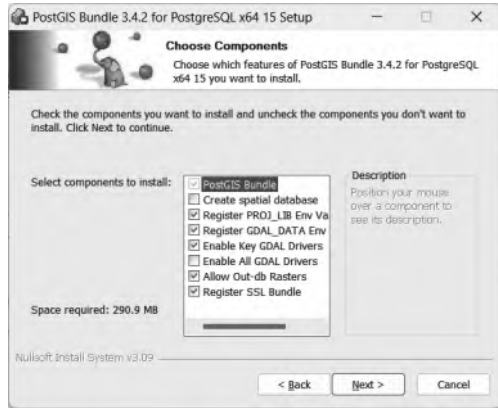 PostGIS Bundle 3.4.2 for PostgreSQL x64 15 Setup
Choose Components
Choose which features of PostGIS Bundle 3.4.2 for PostgreSQL
x64 15 you want to install.
Check the components you want to install and uncheck the components you don't want to
install. Click Next to continue.
Select components to install:
PostGIS Bundle
Create spatial database
Register PROJ_LIB Env Va
Register GDAL_DATA Env
Enable Key GDAL Drivers
Enable All GDAL Drivers
Allow Out-db Rasters
Register SSL Bundle
Description
Position your mouse
over a component to
see its description.
Space required: 290.9 MB
Nullsoft Install System v3.09
< Back
Next >
Cancel